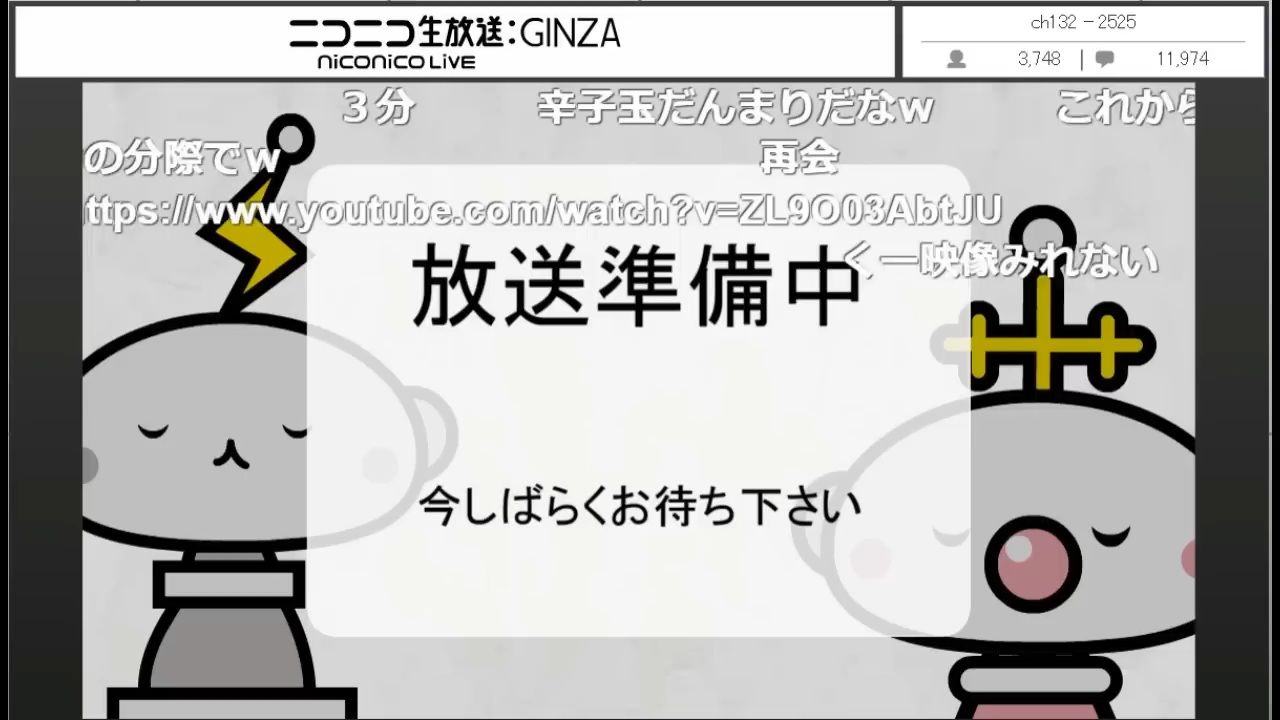 ニコニコ生放送:GINZA
niconico LiVE
ch132 - 2525
3,748 | 11,974
3分 辛子玉だんまりだなw これから
の分際でw 再会
ttps://www.youtube.com/watch?v=ZL9O03AbtJU
放送準備中
くー映像みれない
今しばらくお待ち下さい